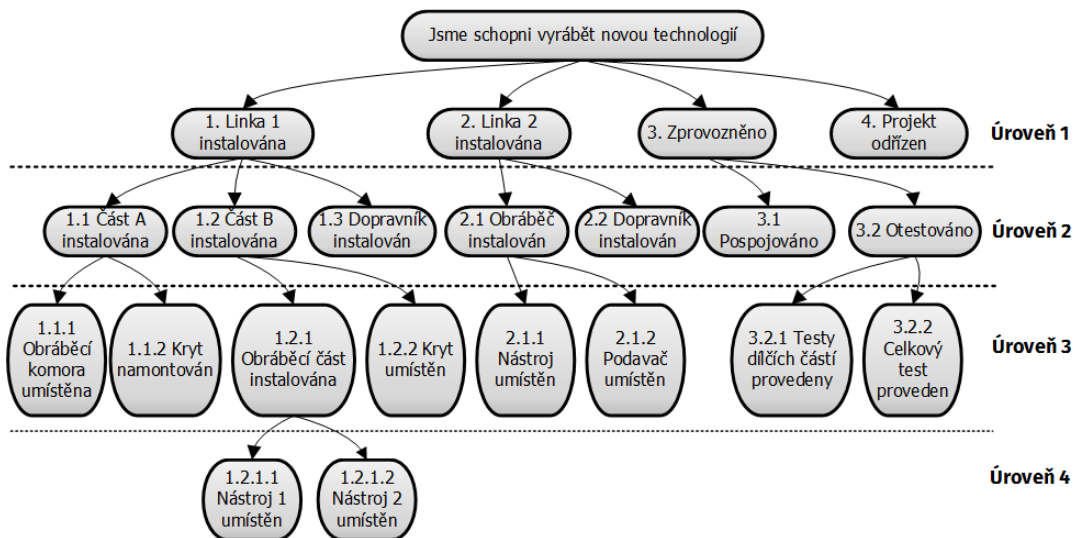 Jsme schopni vyrábět novou technologií
1. Linka 1
instalována
2. Linka 2
instalována
3. Zprovozněno
4. Projekt
odřízen
Úroveň 1
1.1 Část A
instalována
1.2 Část B
instalována
1.3 Dopravník
instalován
2.1 Obráběč
instalován
2.2 Dopravník
instalován
3.1
Pospojováno
3.2 Otestováno
Úroveň 2
1.1.1
Obráběcí
komora
umístěna
1.1.2 Kryt
namontován
1.2.1
Obráběcí část
instalována
1.2.2 Kryt
umístěn
2.1.1
Nástroj
umístěn
2.1.2
Podavač
umístěn
3.2.1 Testy
dílčích částí
provedeny
3.2.2
Celkový
test
proveden
Úroveň 3
1.2.1.1
Nástroj 1
umístěn
1.2.1.2
Nástroj 2
umístěn
Úroveň 4